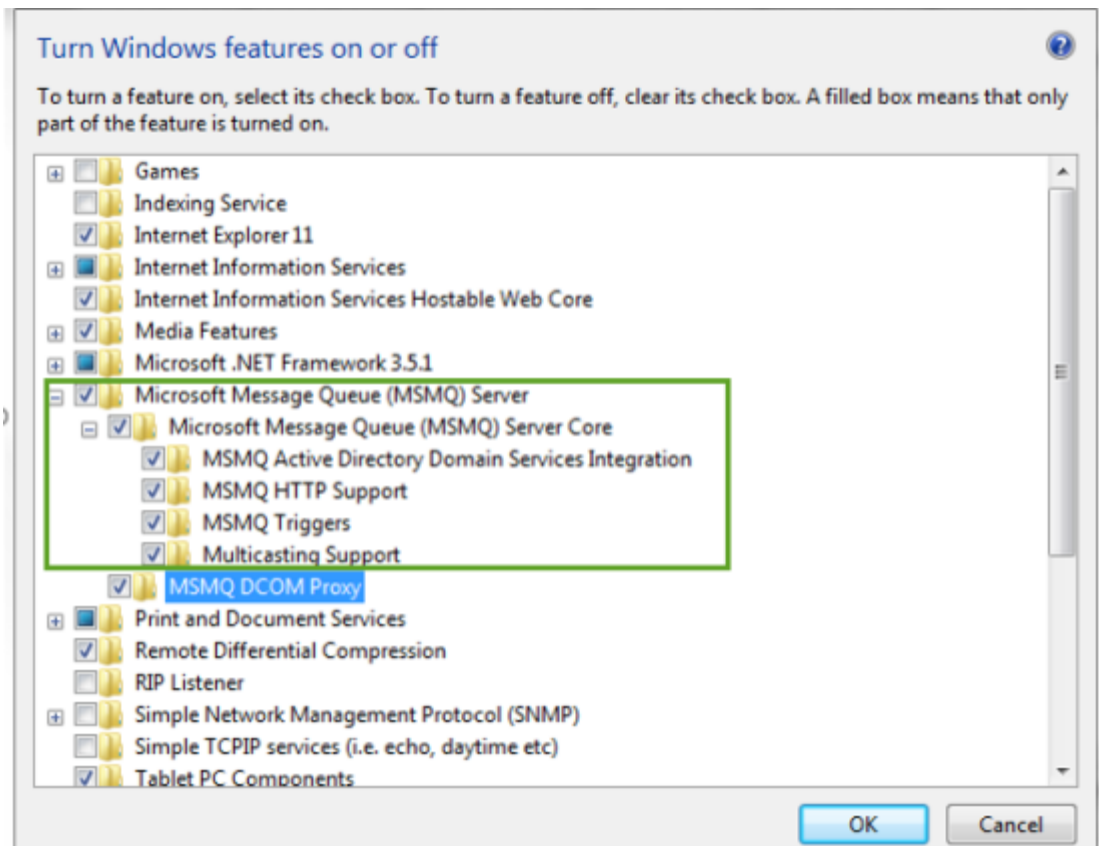 Turn Windows features on or off
To turn a feature on, select its check box. To turn a feature off, clear its check box. A filled box means that only
part of the feature is turned on.
Games
Indexing Service
Internet Explorer 11
Internet Information Services
Internet Information Services Hostable Web Core
Media Features
Microsoft .NET Framework 3.5.1
Microsoft Message Queue (MSMQ) Server
Microsoft Message Queue (MSMQ) Server Core
MSMQ Active Directory Domain Services Integration
MSMQ HTTP Support
MSMQ Triggers
Multicasting Support
MSMQ DCOM Proxy
Print and Document Services
Remote Differential Compression
RIP Listener
Simple Network Management Protocol (SNMP)
Simple TCPIP services (i.e. echo, daytime etc)
Tablet PC Components
OK Cancel